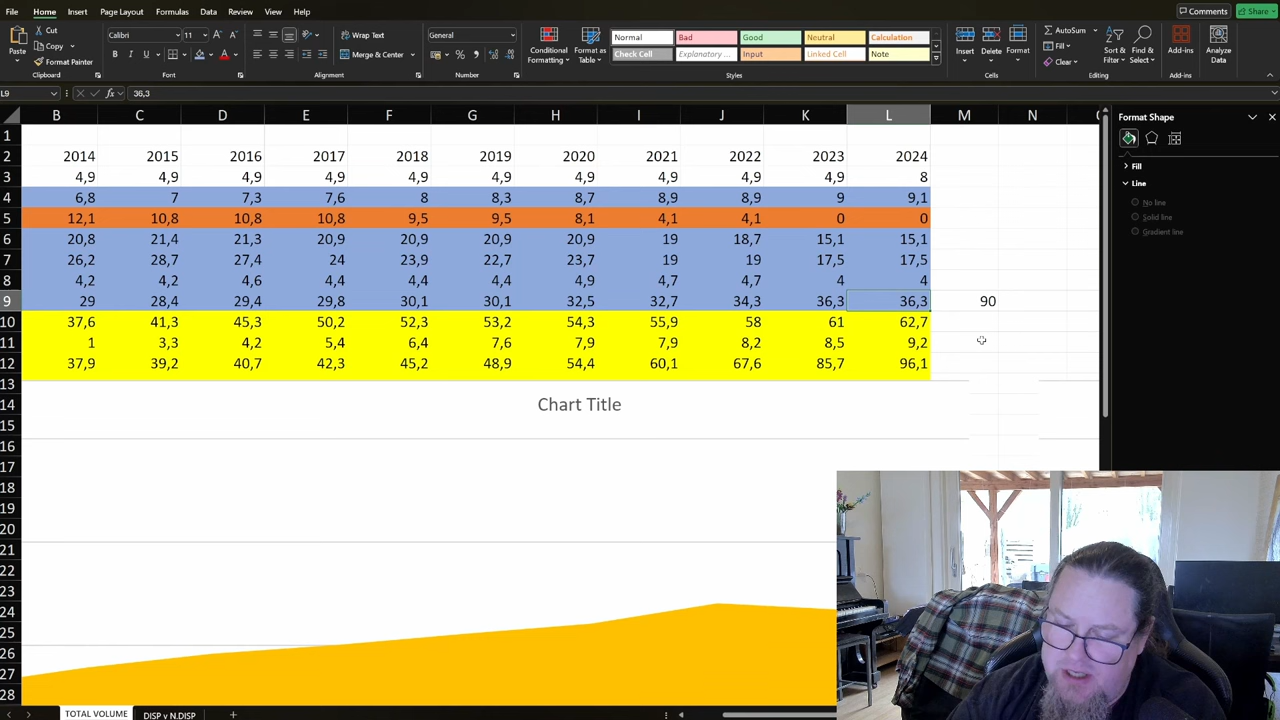 File Home Insert Page Layout Formulas Data Review View Help Comments Share
Paste Cut Copy Format Painter Clipboard
Calibri 11 B I U Font
Wrap Text Merge & Center Alignment
General % Number
Conditional Formatting Format as Table
Normal Bad Good Neutral Calculation
Check Cell Explanatory ... Input Linked Cell Note
Styles
Insert Delete Format Cells
AutoSum Fill Clear Sort & Filter Find & Select Editing
Add-ins Add-ins
Analyze Data
L9 fx 36,3
B C D E F G H I J K L M N
1
2 2014 2015 2016 2017 2018 2019 2020 2021 2022 2023 2024
3 4,9 4,9 4,9 4,9 4,9 4,9 4,9 4,9 4,9 4,9 8
4 6,8 7 7,3 7,6 8 8,3 8,7 8,9 8,9 9 9,1
5 12,1 10,8 10,8 10,8 9,5 9,5 8,1 4,1 4,1 0 0
6 20,8 21,4 21,3 20,9 20,9 20,9 20,9 19 18,7 15,1 15,1
7 26,2 28,7 27,4 24 23,9 22,7 23,7 19 19 17,5 17,5
8 4,2 4,2 4,6 4,4 4,4 4,4 4,9 4,7 4,7 4 4
9 29 28,4 29,4 29,8 30,1 30,1 32,5 32,7 34,3 36,3 36,3 90
10 37,6 41,3 45,3 50,2 52,3 53,2 54,3 55,9 58 61 62,7
11 1 3,3 4,2 5,4 6,4 7,6 7,9 7,9 8,2 8,5 9,2
12 37,9 39,2 40,7 42,3 45,2 48,9 54,4 60,1 67,6 85,7 96,1
13
14 Chart Title
15
16
17
18
19
20
21
22
23
24
25
26
27
28
Format Shape
Fill
Line
No line
Solid line
Gradient line
TOTAL VOLUME DISP v N.DISP +